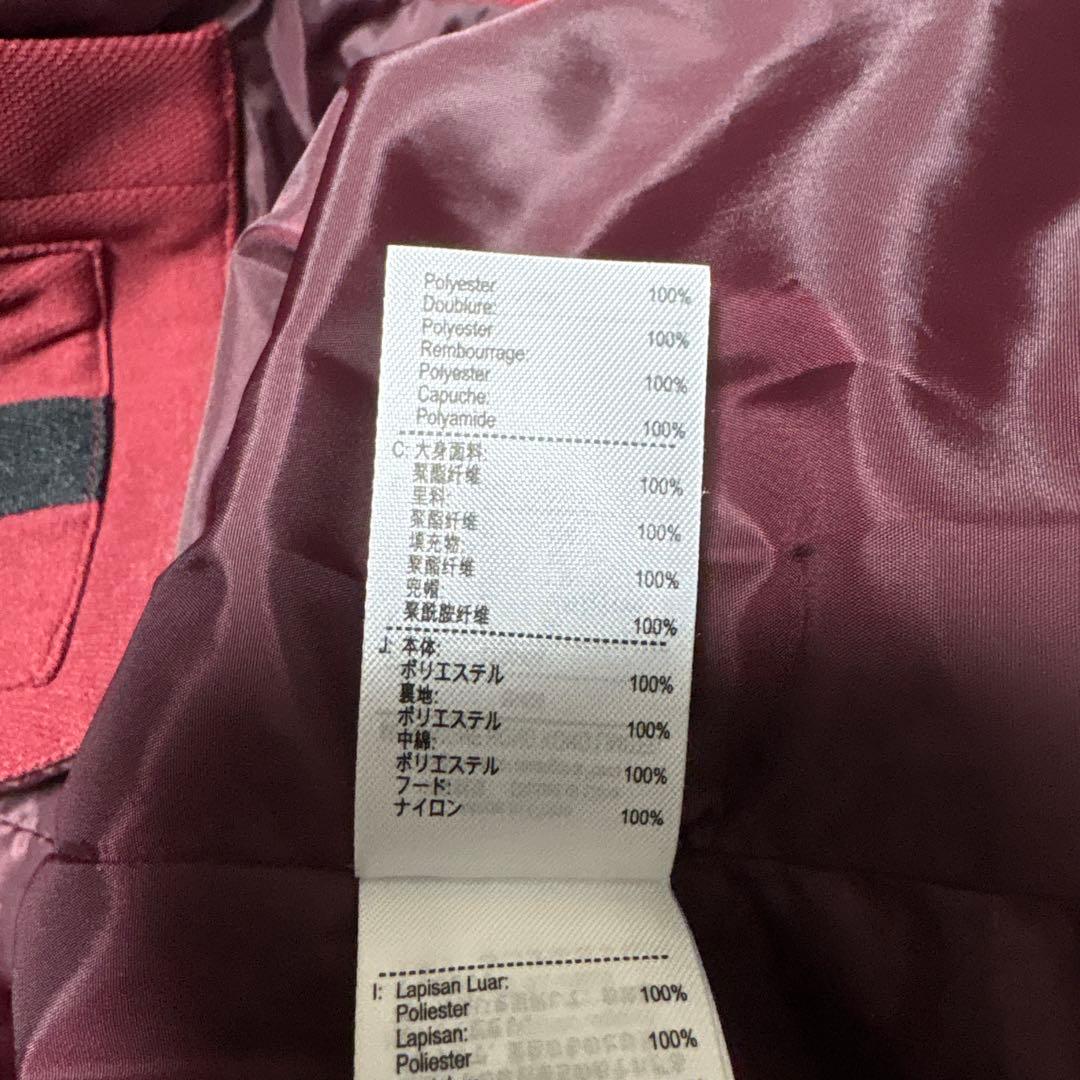 Polyester 100%
Doublure:
Polyester 100%
Rembourrage:
Polyester 100%
Capuche:
Polyamide 100%
C: 大身面料:
聚酯纤维 100%
里料:
聚酯纤维 100%
填充物:
聚酯纤维 100%
兜帽:
聚酰胺纤维 100%
J: 本体:
ポリエステル 100%
裏地:
ポリエステル 100%
中綿:
ポリエステル 100%
フード:
ナイロン 100%
I: Lapisan Luar:
Poliester 100%
Lapisan:
Poliester 100%